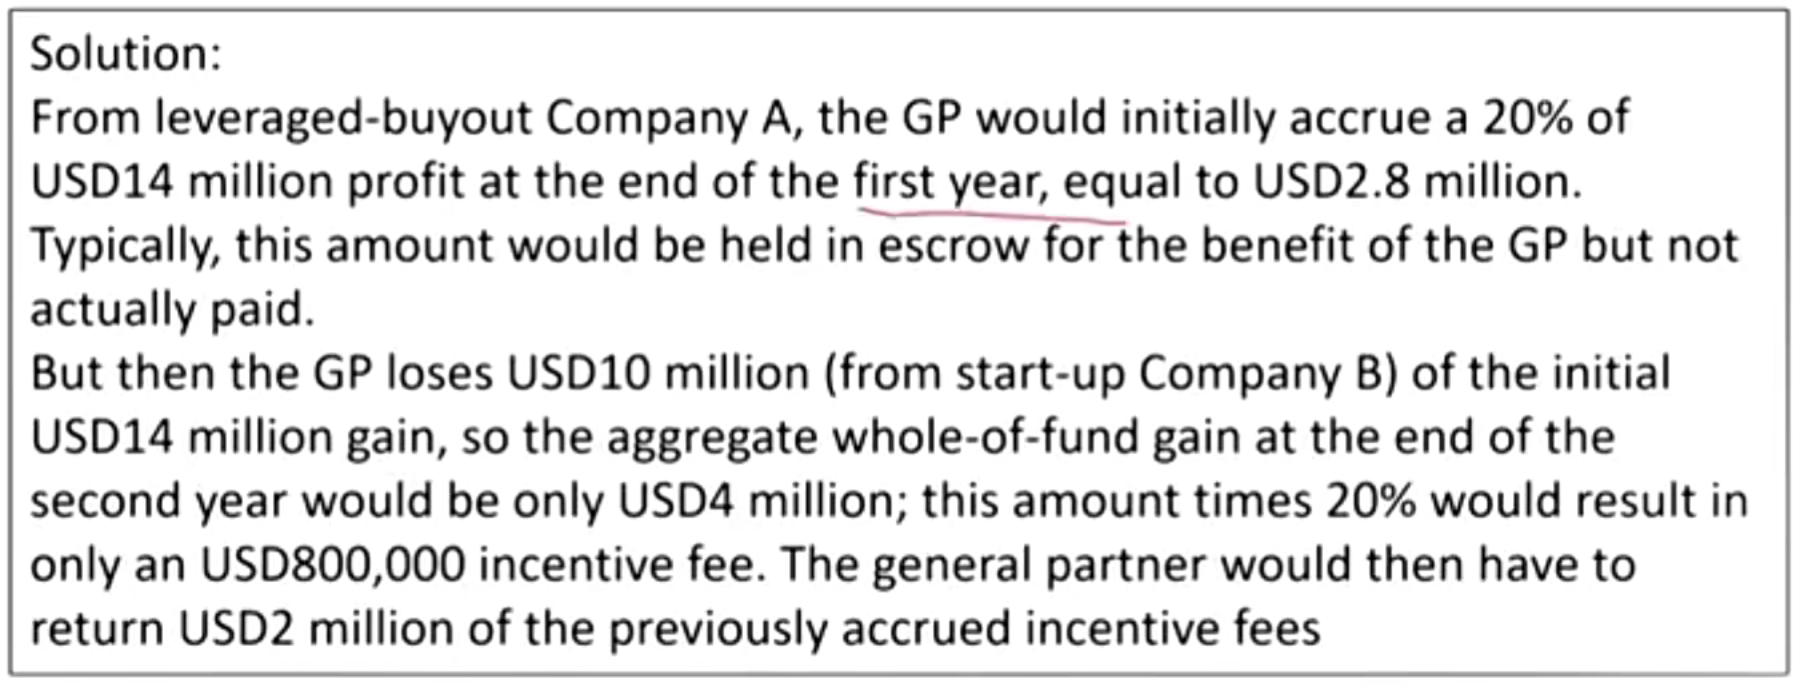 Solution:
From leveraged-buyout Company A, the GP would initially accrue a 20% of
USD14 million profit at the end of the first year, equal to USD2.8 million.
Typically, this amount would be held in escrow for the benefit of the GP but not
actually paid.
But then the GP loses USD10 million (from start-up Company B) of the initial
USD14 million gain, so the aggregate whole-of-fund gain at the end of the
second year would be only USD4 million; this amount times 20% would result in
only an USD800,000 incentive fee. The general partner would then have to
return USD2 million of the previously accrued incentive fees